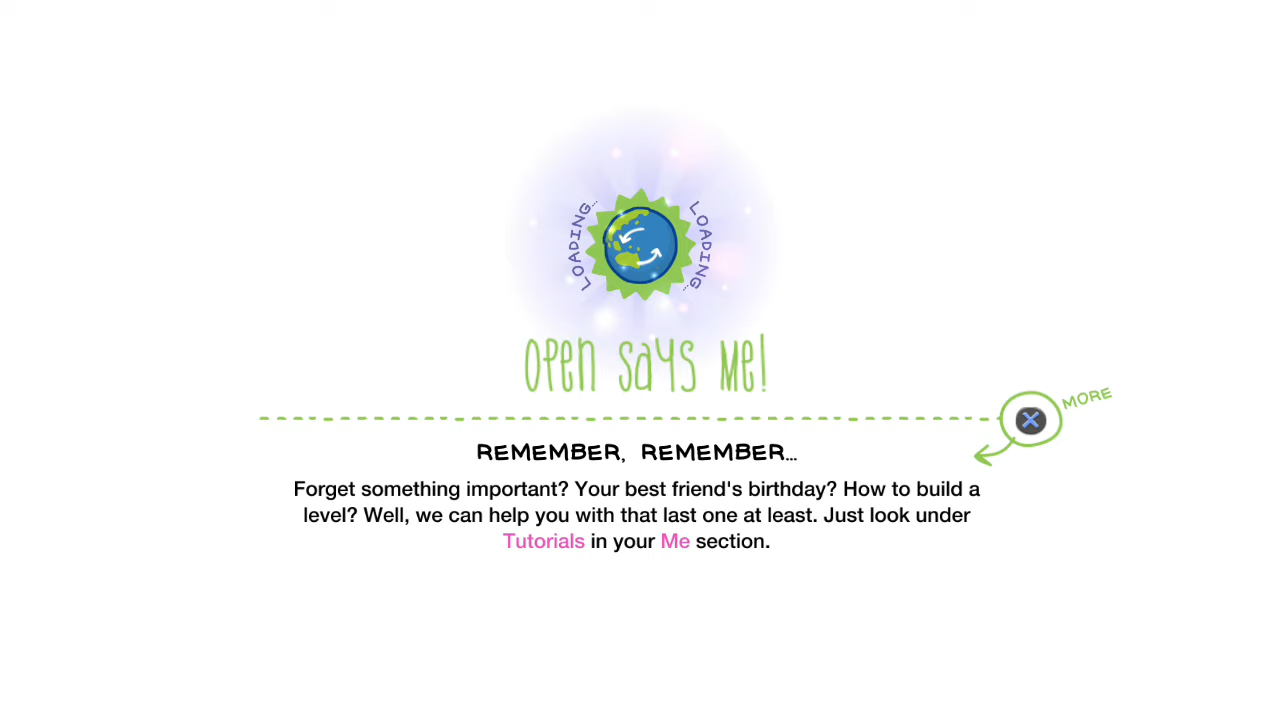 LOADING...
LOADING...
OPEN SAYS ME!
MORE
REMEMBER, REMEMBER...
Forget something important? Your best friend's birthday? How to build a
level? Well, we can help you with that last one at least. Just look under
Tutorials in your Me section.